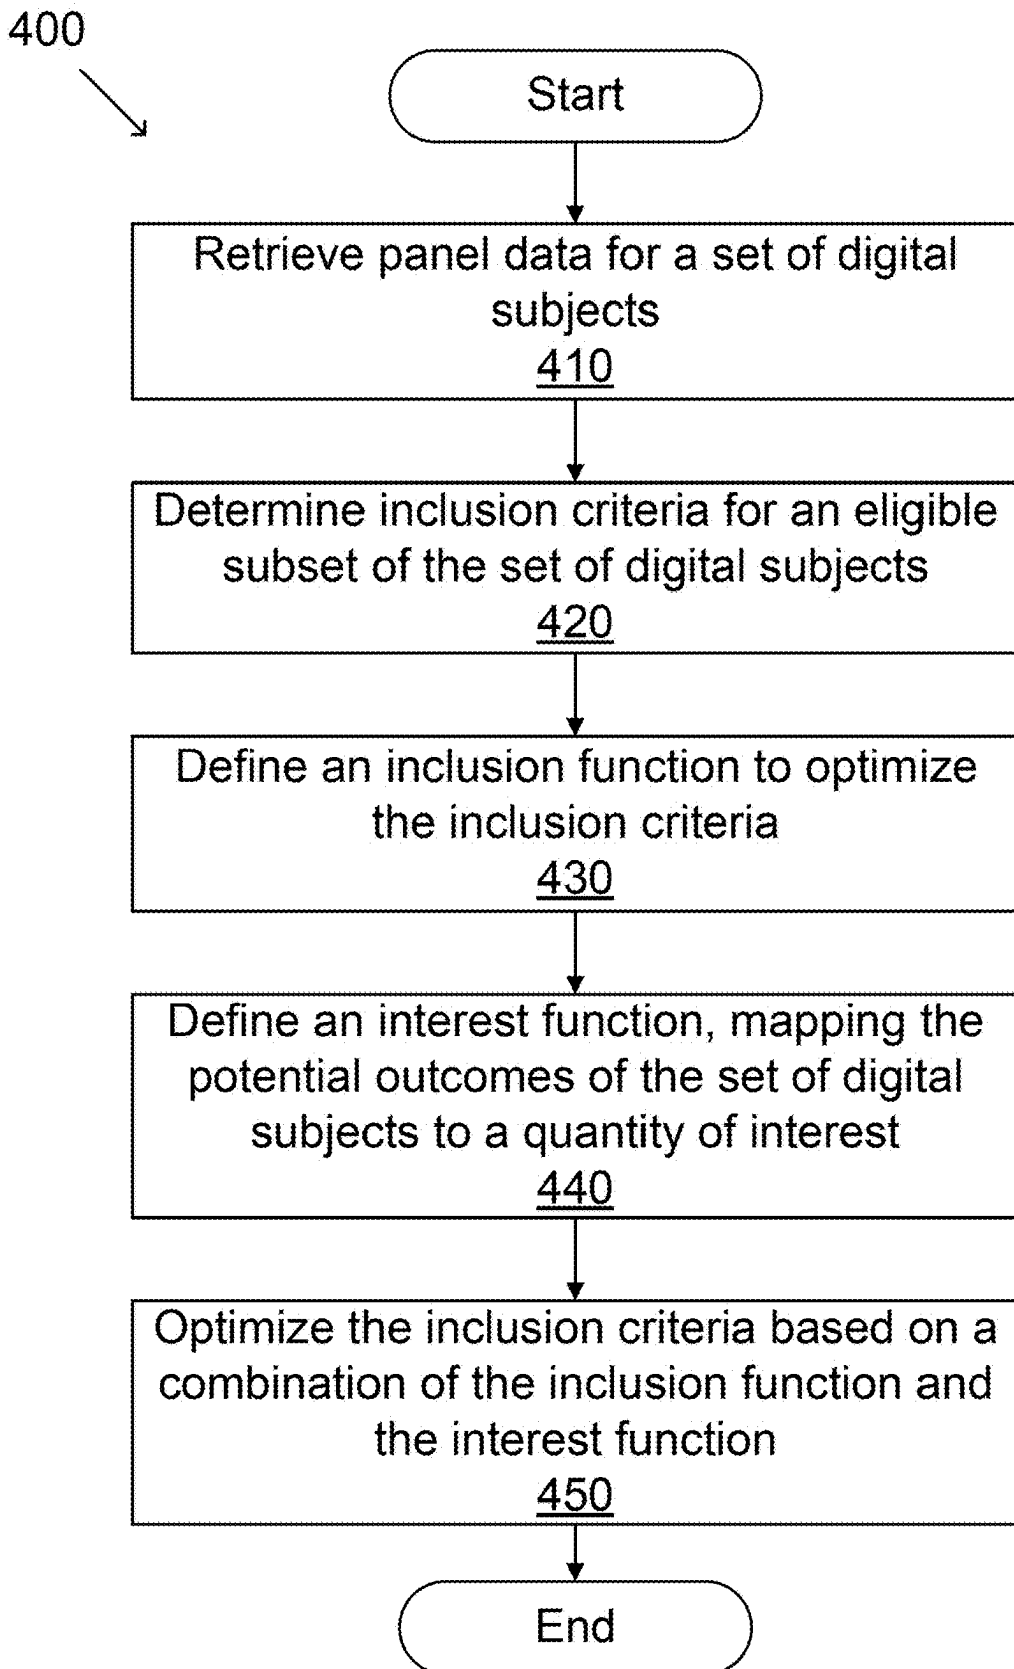 400
Start
Retrieve panel data for a set of digital
subjects
410
Determine inclusion criteria for an eligible
subset of the set of digital subjects
420
Define an inclusion function to optimize
the inclusion criteria
430
Define an interest function, mapping the
potential outcomes of the set of digital
subjects to a quantity of interest
440
Optimize the inclusion criteria based on a
combination of the inclusion function and
the interest function
450
End